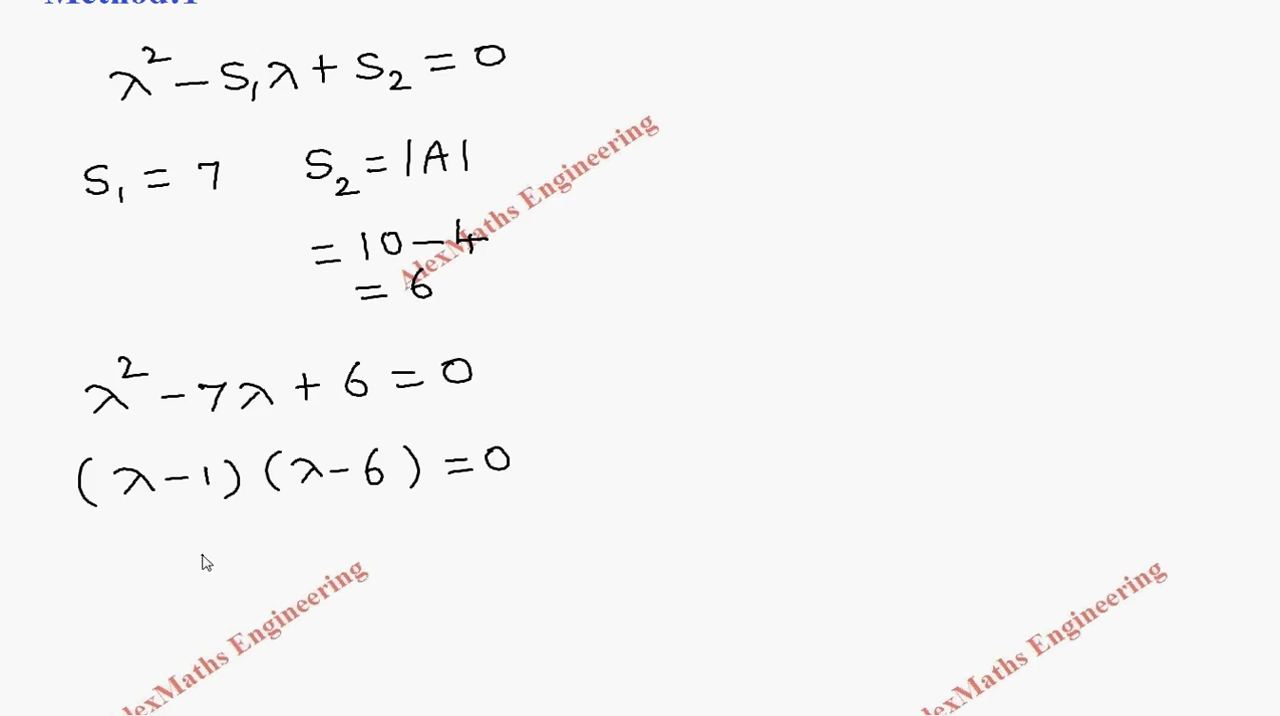 Method:1
λ² − S₁λ + S₂ = 0
S₁ = 7 S₂ = |A|
= 10 − 4
= 6
λ² − 7λ + 6 = 0
(λ − 1) (λ − 6) = 0
AlexMaths Engineering
AlexMaths Engineering
AlexMaths Engineering